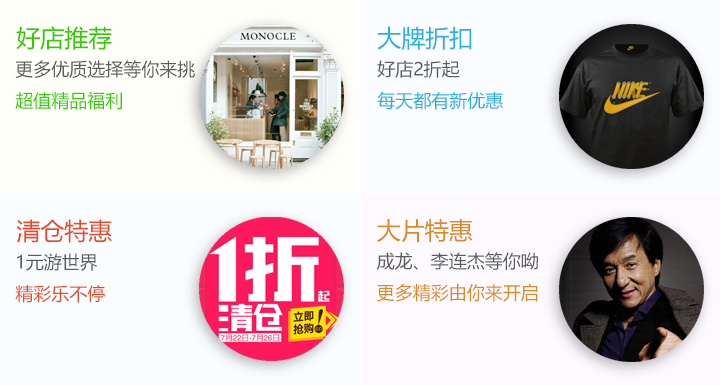 好店推荐
更多优质选择等你来挑
超值精品福利
MONOCLE
大牌折扣
好店2折起
每天都有新优惠
NIKE
清仓特惠
1元游世界
精彩乐不停
1折起
清仓
立即
抢购
7月22日-7月26日
大片特惠
成龙、李连杰等你呦
更多精彩由你来开启